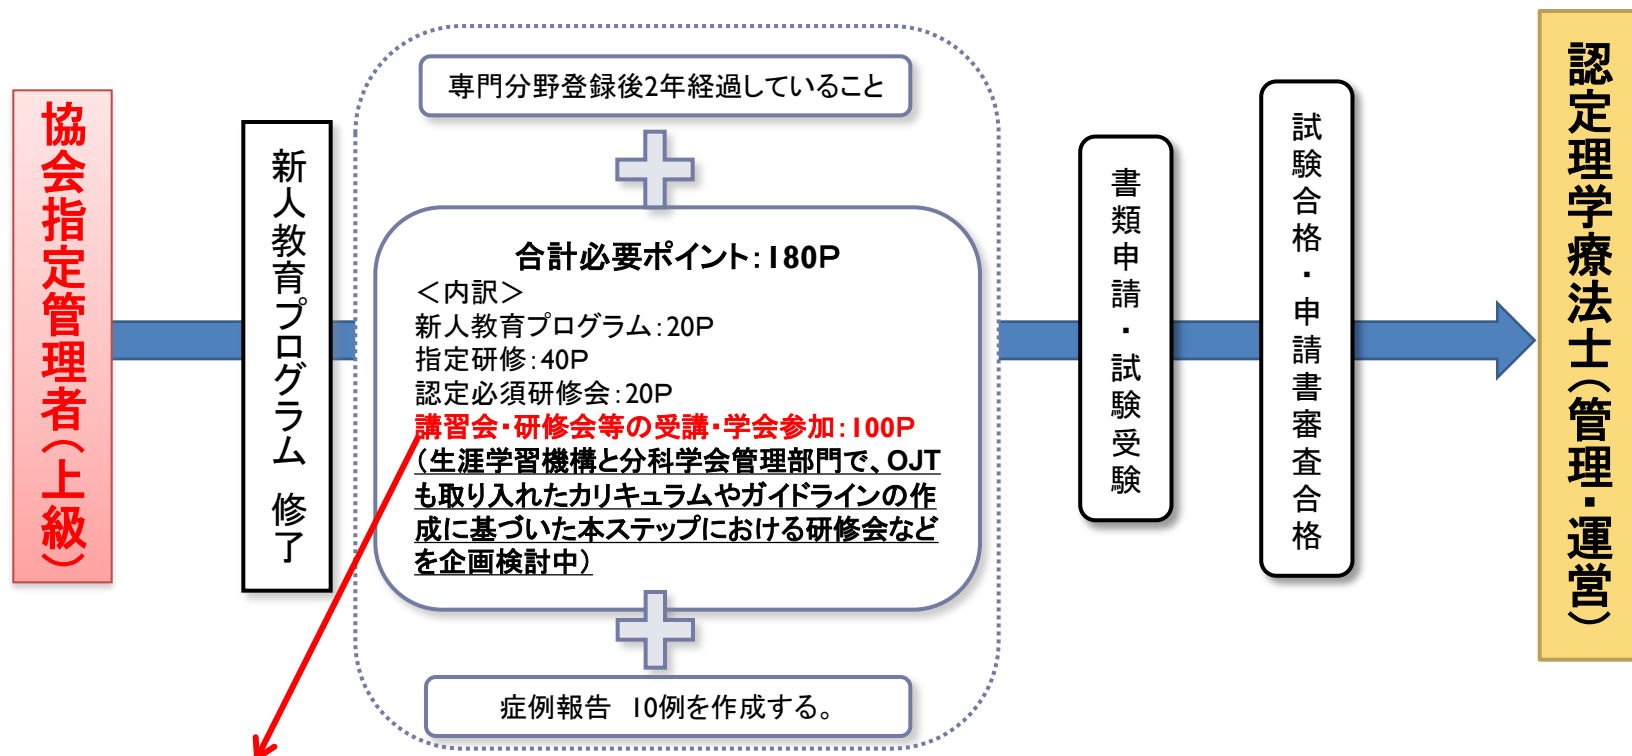 協会指定管理者（上級）
新人教育プログラム 修了
専門分野登録後2年経過していること
合計必要ポイント：180P
＜内訳＞
新人教育プログラム：20P
指定研修：40P
認定必須研修会：20P
講習会・研修会等の受講・学会参加：100P
（生涯学習機構と分科学会管理部門で、OJT
も取り入れたカリキュラムやガイドラインの作
成に基づいた本ステップにおける研修会など
を企画検討中）
症例報告　10例を作成する。
書類申請・試験受験
試験合格・申請書審査合格
認定理学療法士（管理・運営）